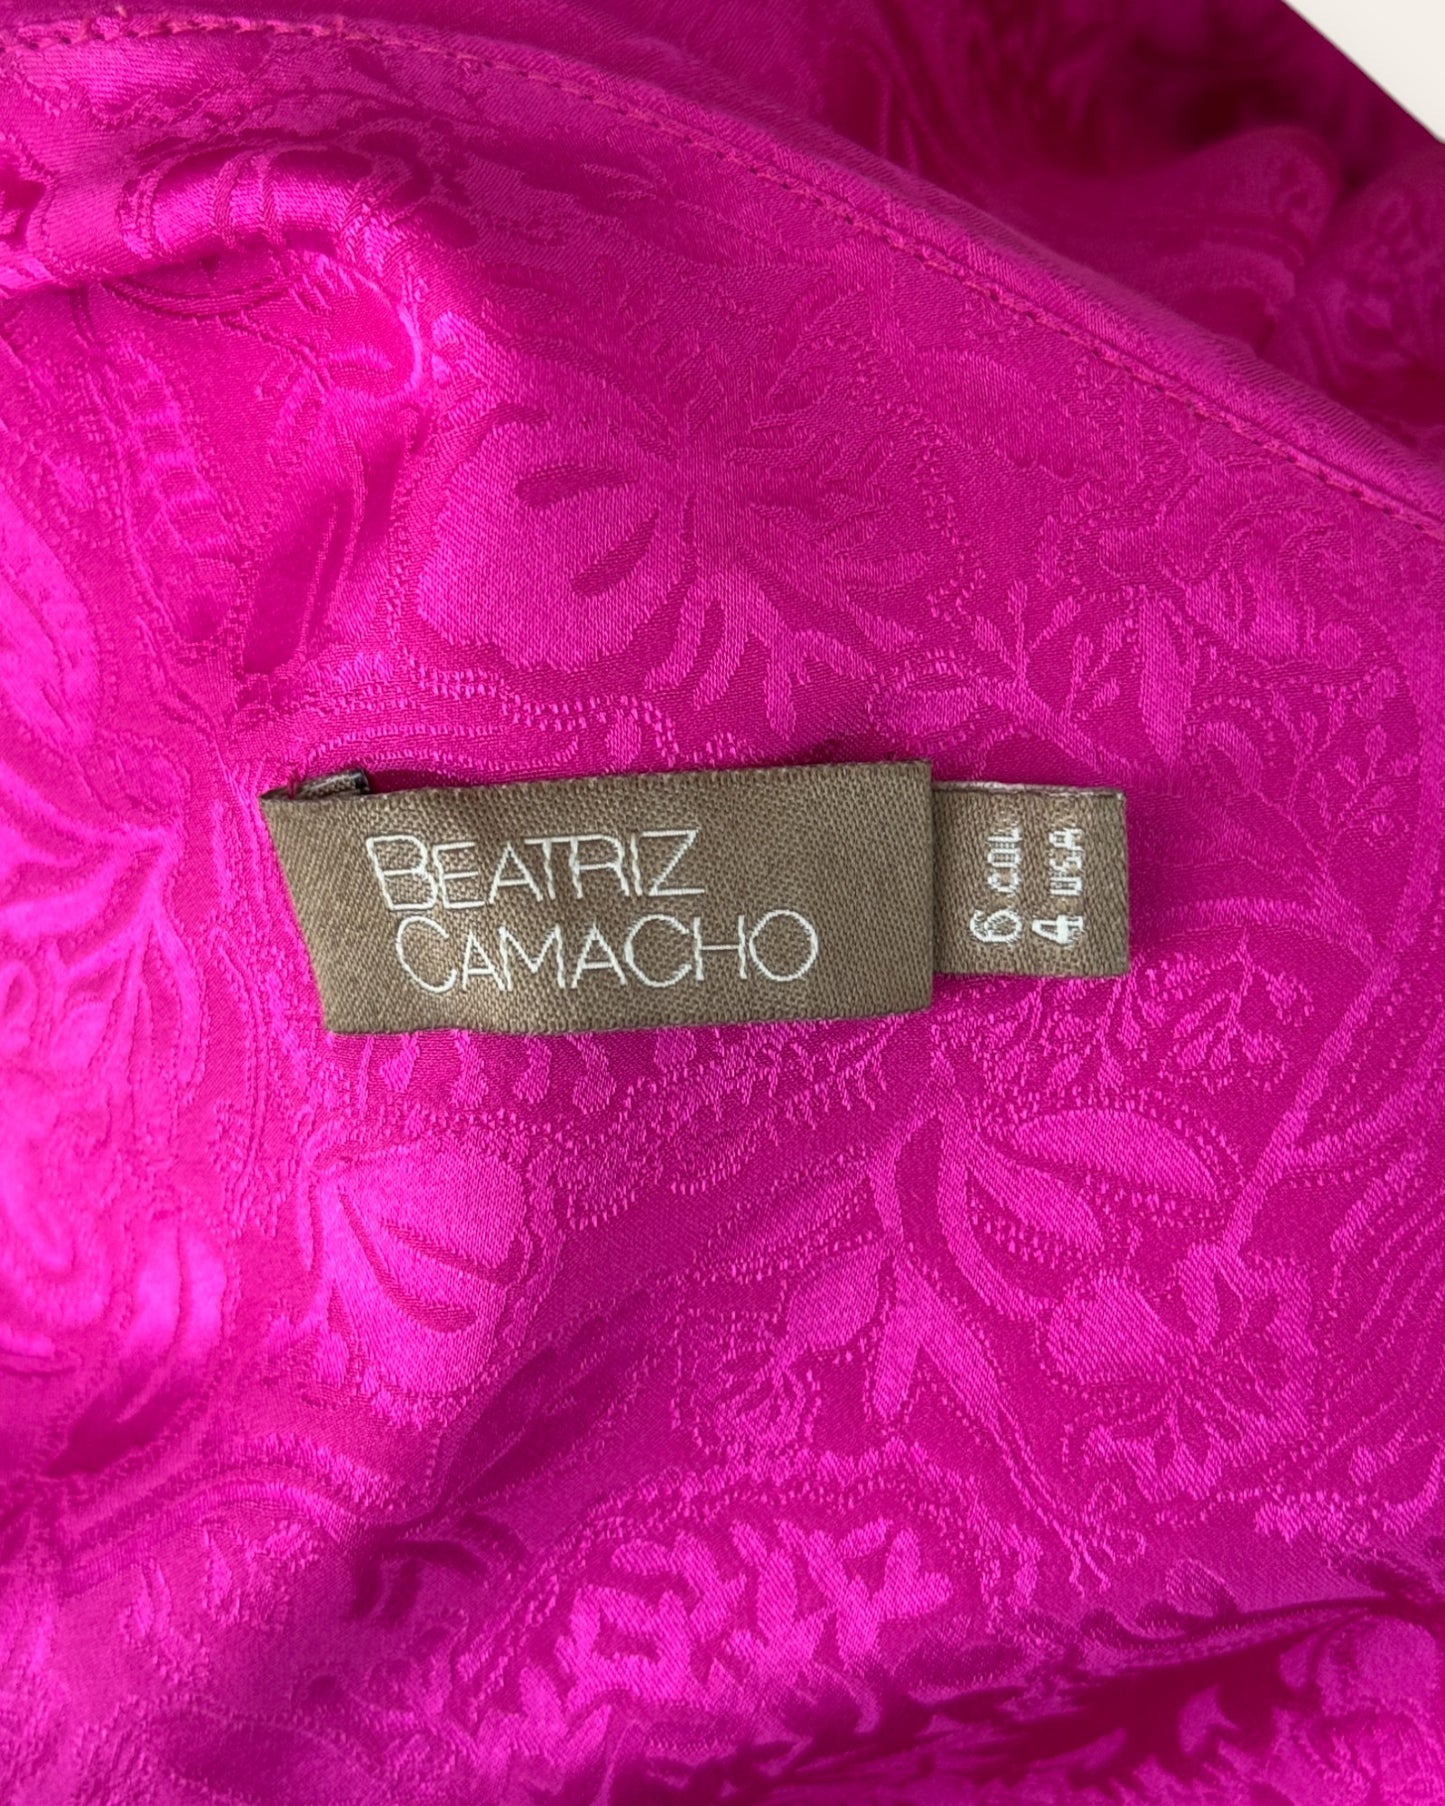 BEATRIZ
CAMACHO
6 COL
4 USA